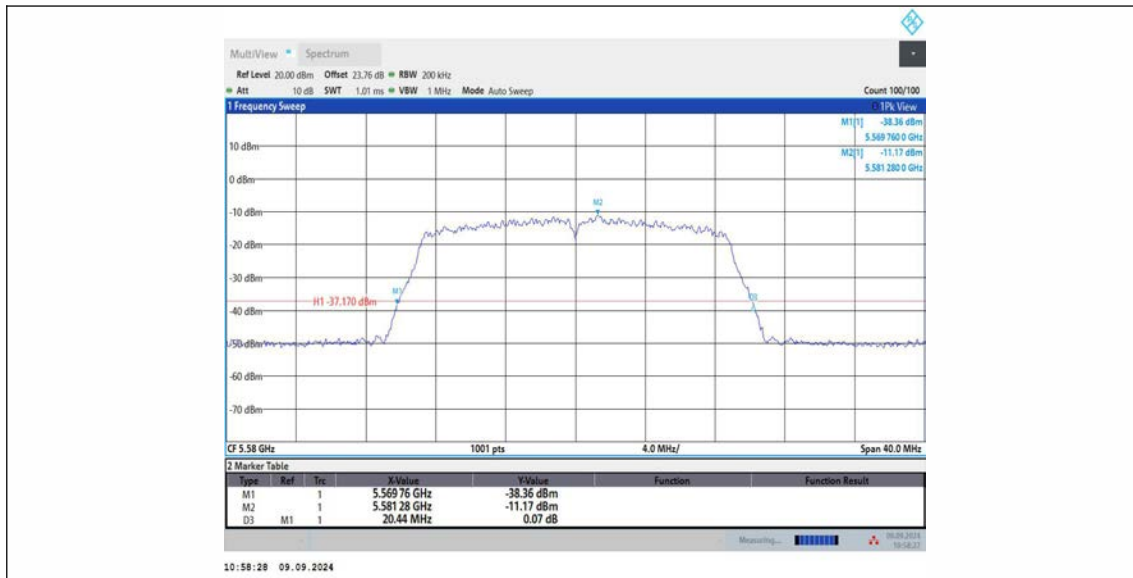 MultiView Spectrum
Ref Level 20.00 dBm Offset 23.76 dB RBW 200 kHz
Att 10 dB SWT 1.01 ms VBW 1 MHz Mode Auto Sweep Count 100/100
1 Frequency Sweep 1Pk View
M1[1] -38.36 dBm
5.569 760 0 GHz
M2[1] -11.17 dBm
5.581 280 0 GHz
10 dBm
0 dBm
M2
-10 dBm
-20 dBm
-30 dBm
M1
D3
H1 -37.170 dBm
-40 dBm
-50 dBm
-60 dBm
-70 dBm
CF 5.58 GHz 1001 pts 4.0 MHz/ Span 40.0 MHz
2 Marker Table
Type Ref Trc X-Value Y-Value Function Function Result
M1 1 5.569 76 GHz -38.36 dBm
M2 1 5.581 28 GHz -11.17 dBm
D3 M1 1 20.44 MHz 0.07 dB
Measuring... 09.09.2024
10:58:27
10:58:28 09.09.2024